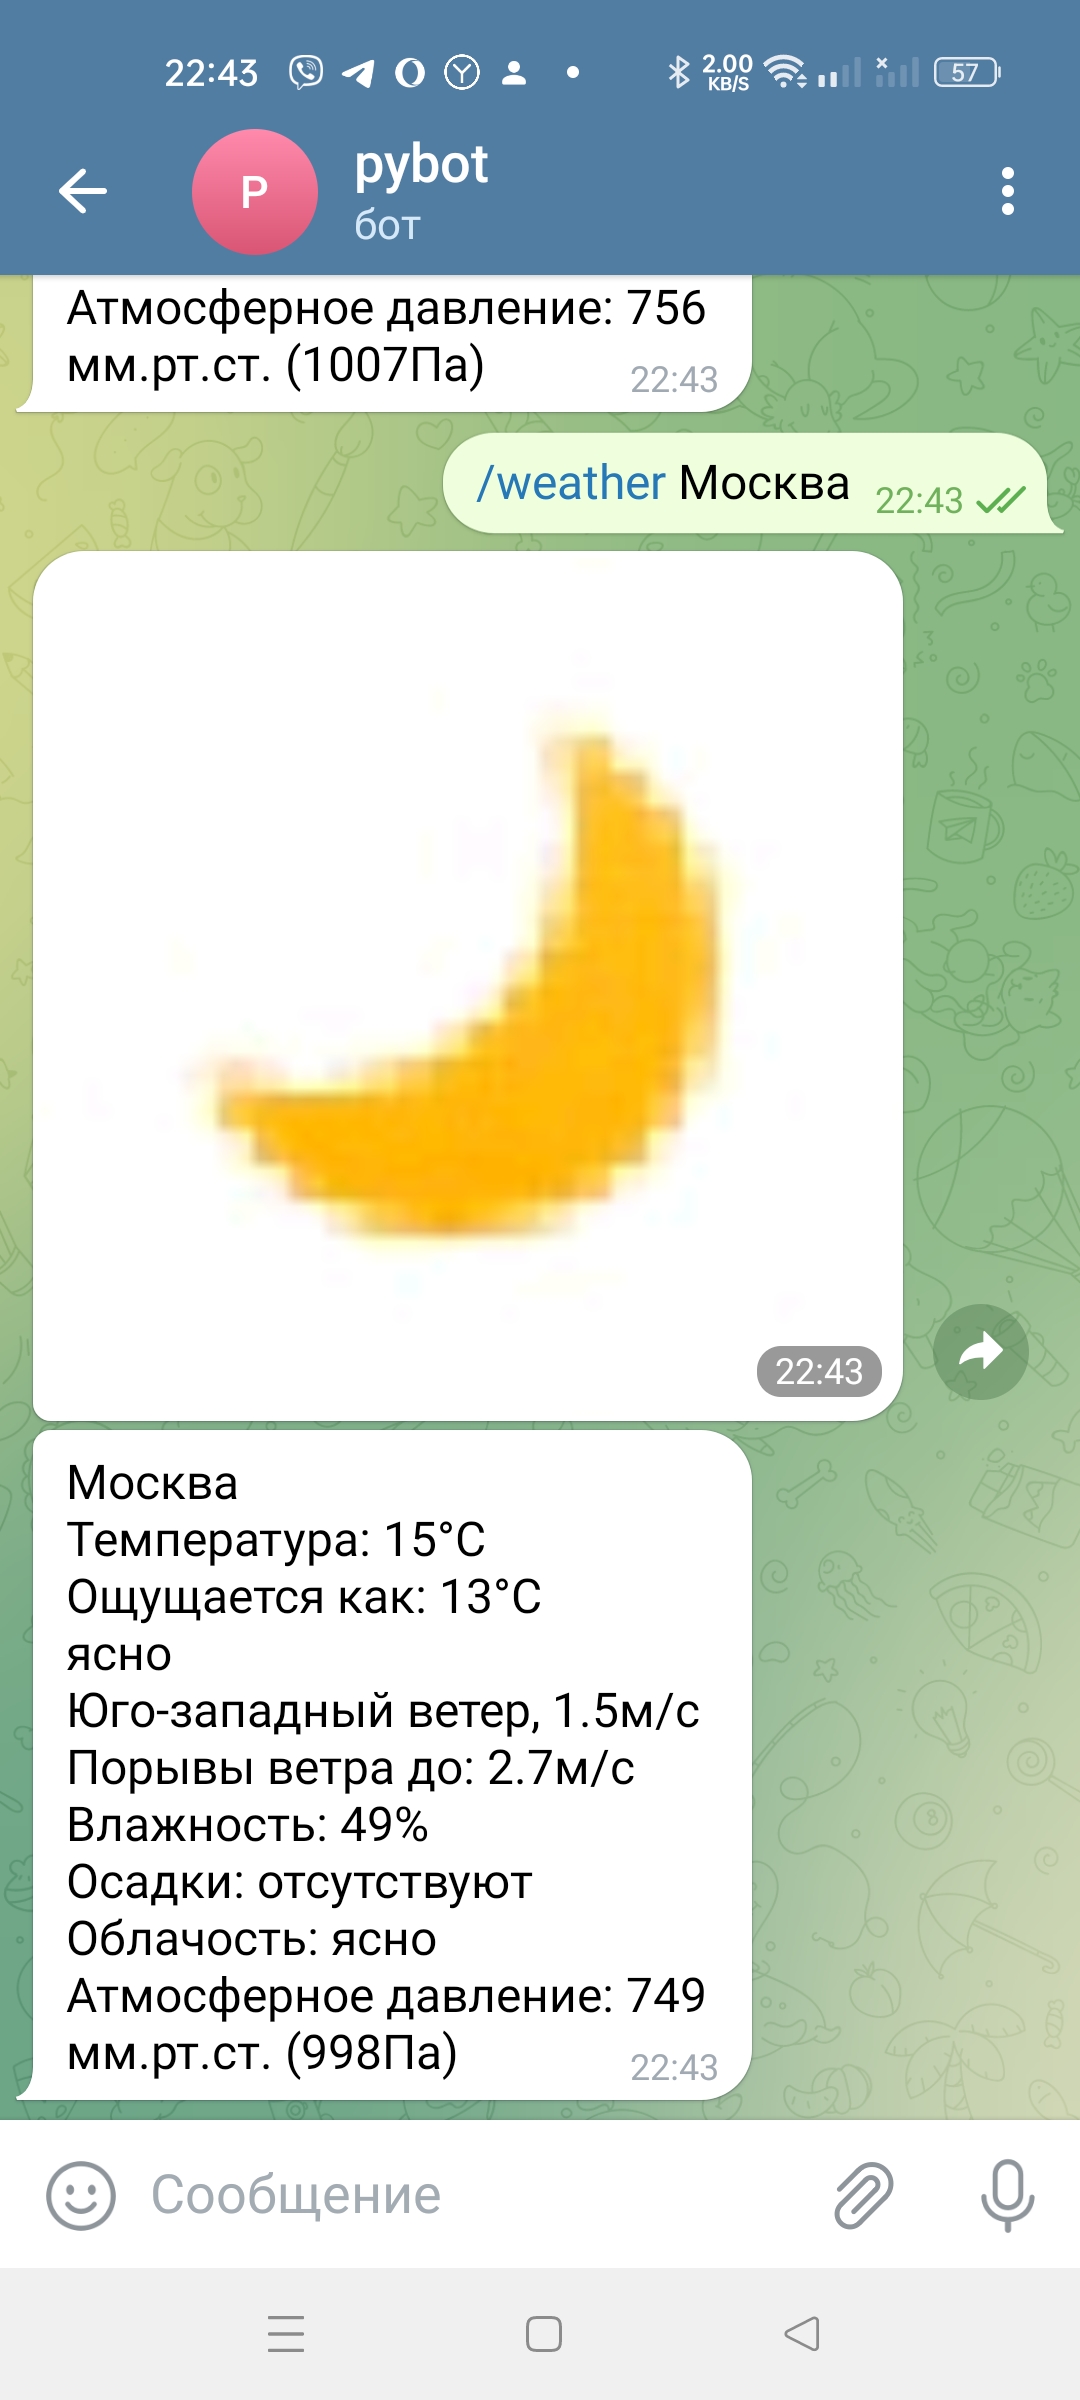 22:43
2.00
KB/S
57
P
pybot
бот
Атмосферное давление: 756
мм.рт.ст. (1007Па)
22:43
/weather Москва
22:43
22:43
Москва
Температура: 15°C
Ощущается как: 13°C
ясно
Юго-западный ветер, 1.5м/с
Порывы ветра до: 2.7м/с
Влажность: 49%
Осадки: отсутствуют
Облачость: ясно
Атмосферное давление: 749
мм.рт.ст. (998Па)
22:43
Сообщение